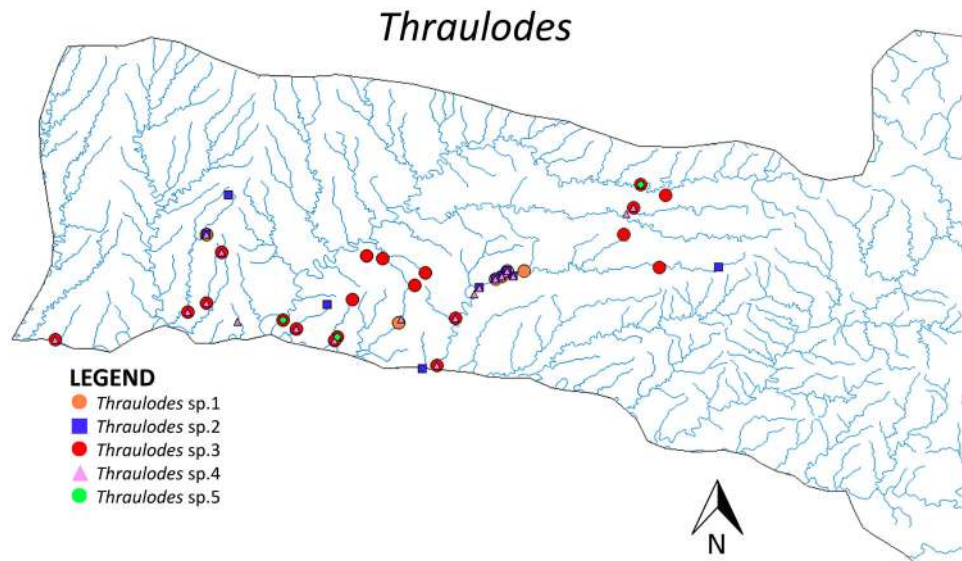 Thraulodes
LEGEND
Thraulodes sp.1
Thraulodes sp.2
Thraulodes sp.3
Thraulodes sp.4
Thraulodes sp.5
N